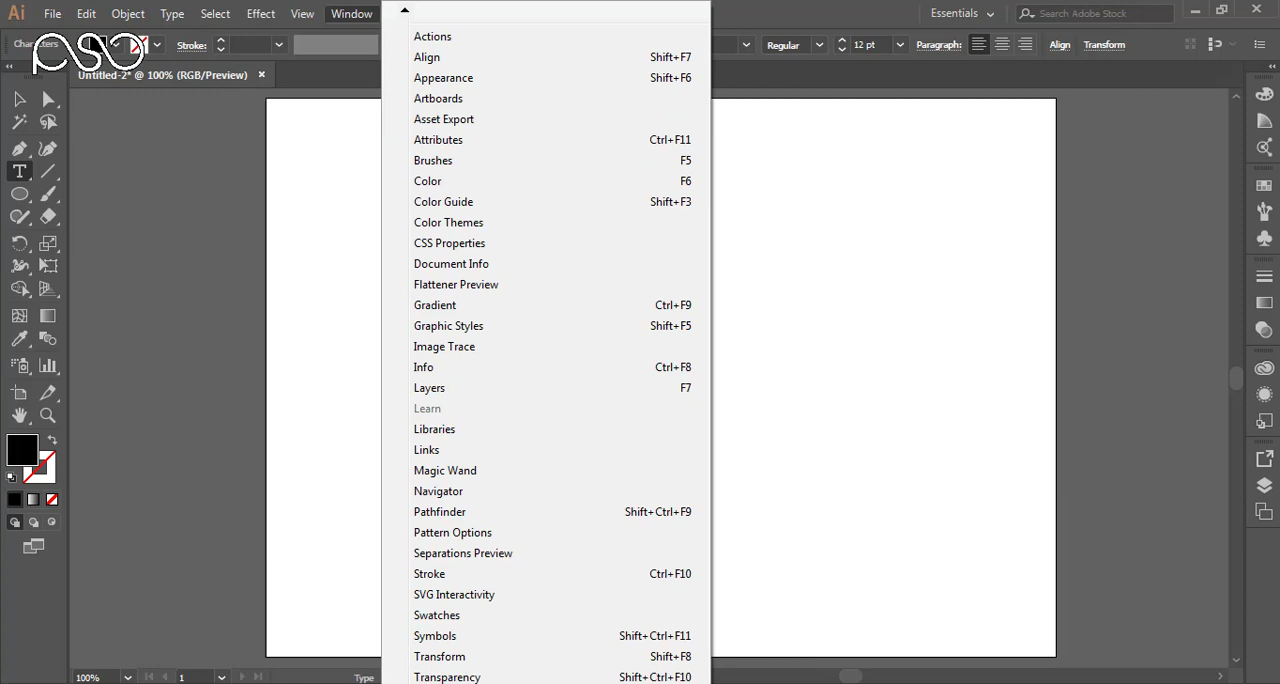 Ai File Edit Object Type Select Effect View Window Essentials Search Adobe Stock
Characters Stroke: Regular 12 pt Paragraph: Align Transform
PSO
Untitled-2* @ 100% (RGB/Preview) ×
Actions
Align Shift+F7
Appearance Shift+F6
Artboards
Asset Export
Attributes Ctrl+F11
Brushes F5
Color F6
Color Guide Shift+F3
Color Themes
CSS Properties
Document Info
Flattener Preview
Gradient Ctrl+F9
Graphic Styles Shift+F5
Image Trace
Info Ctrl+F8
Layers F7
Learn
Libraries
Links
Magic Wand
Navigator
Pathfinder Shift+Ctrl+F9
Pattern Options
Separations Preview
Stroke Ctrl+F10
SVG Interactivity
Swatches
Symbols Shift+Ctrl+F11
Transform Shift+F8
Transparency Shift+Ctrl+F10
100% 1 Type